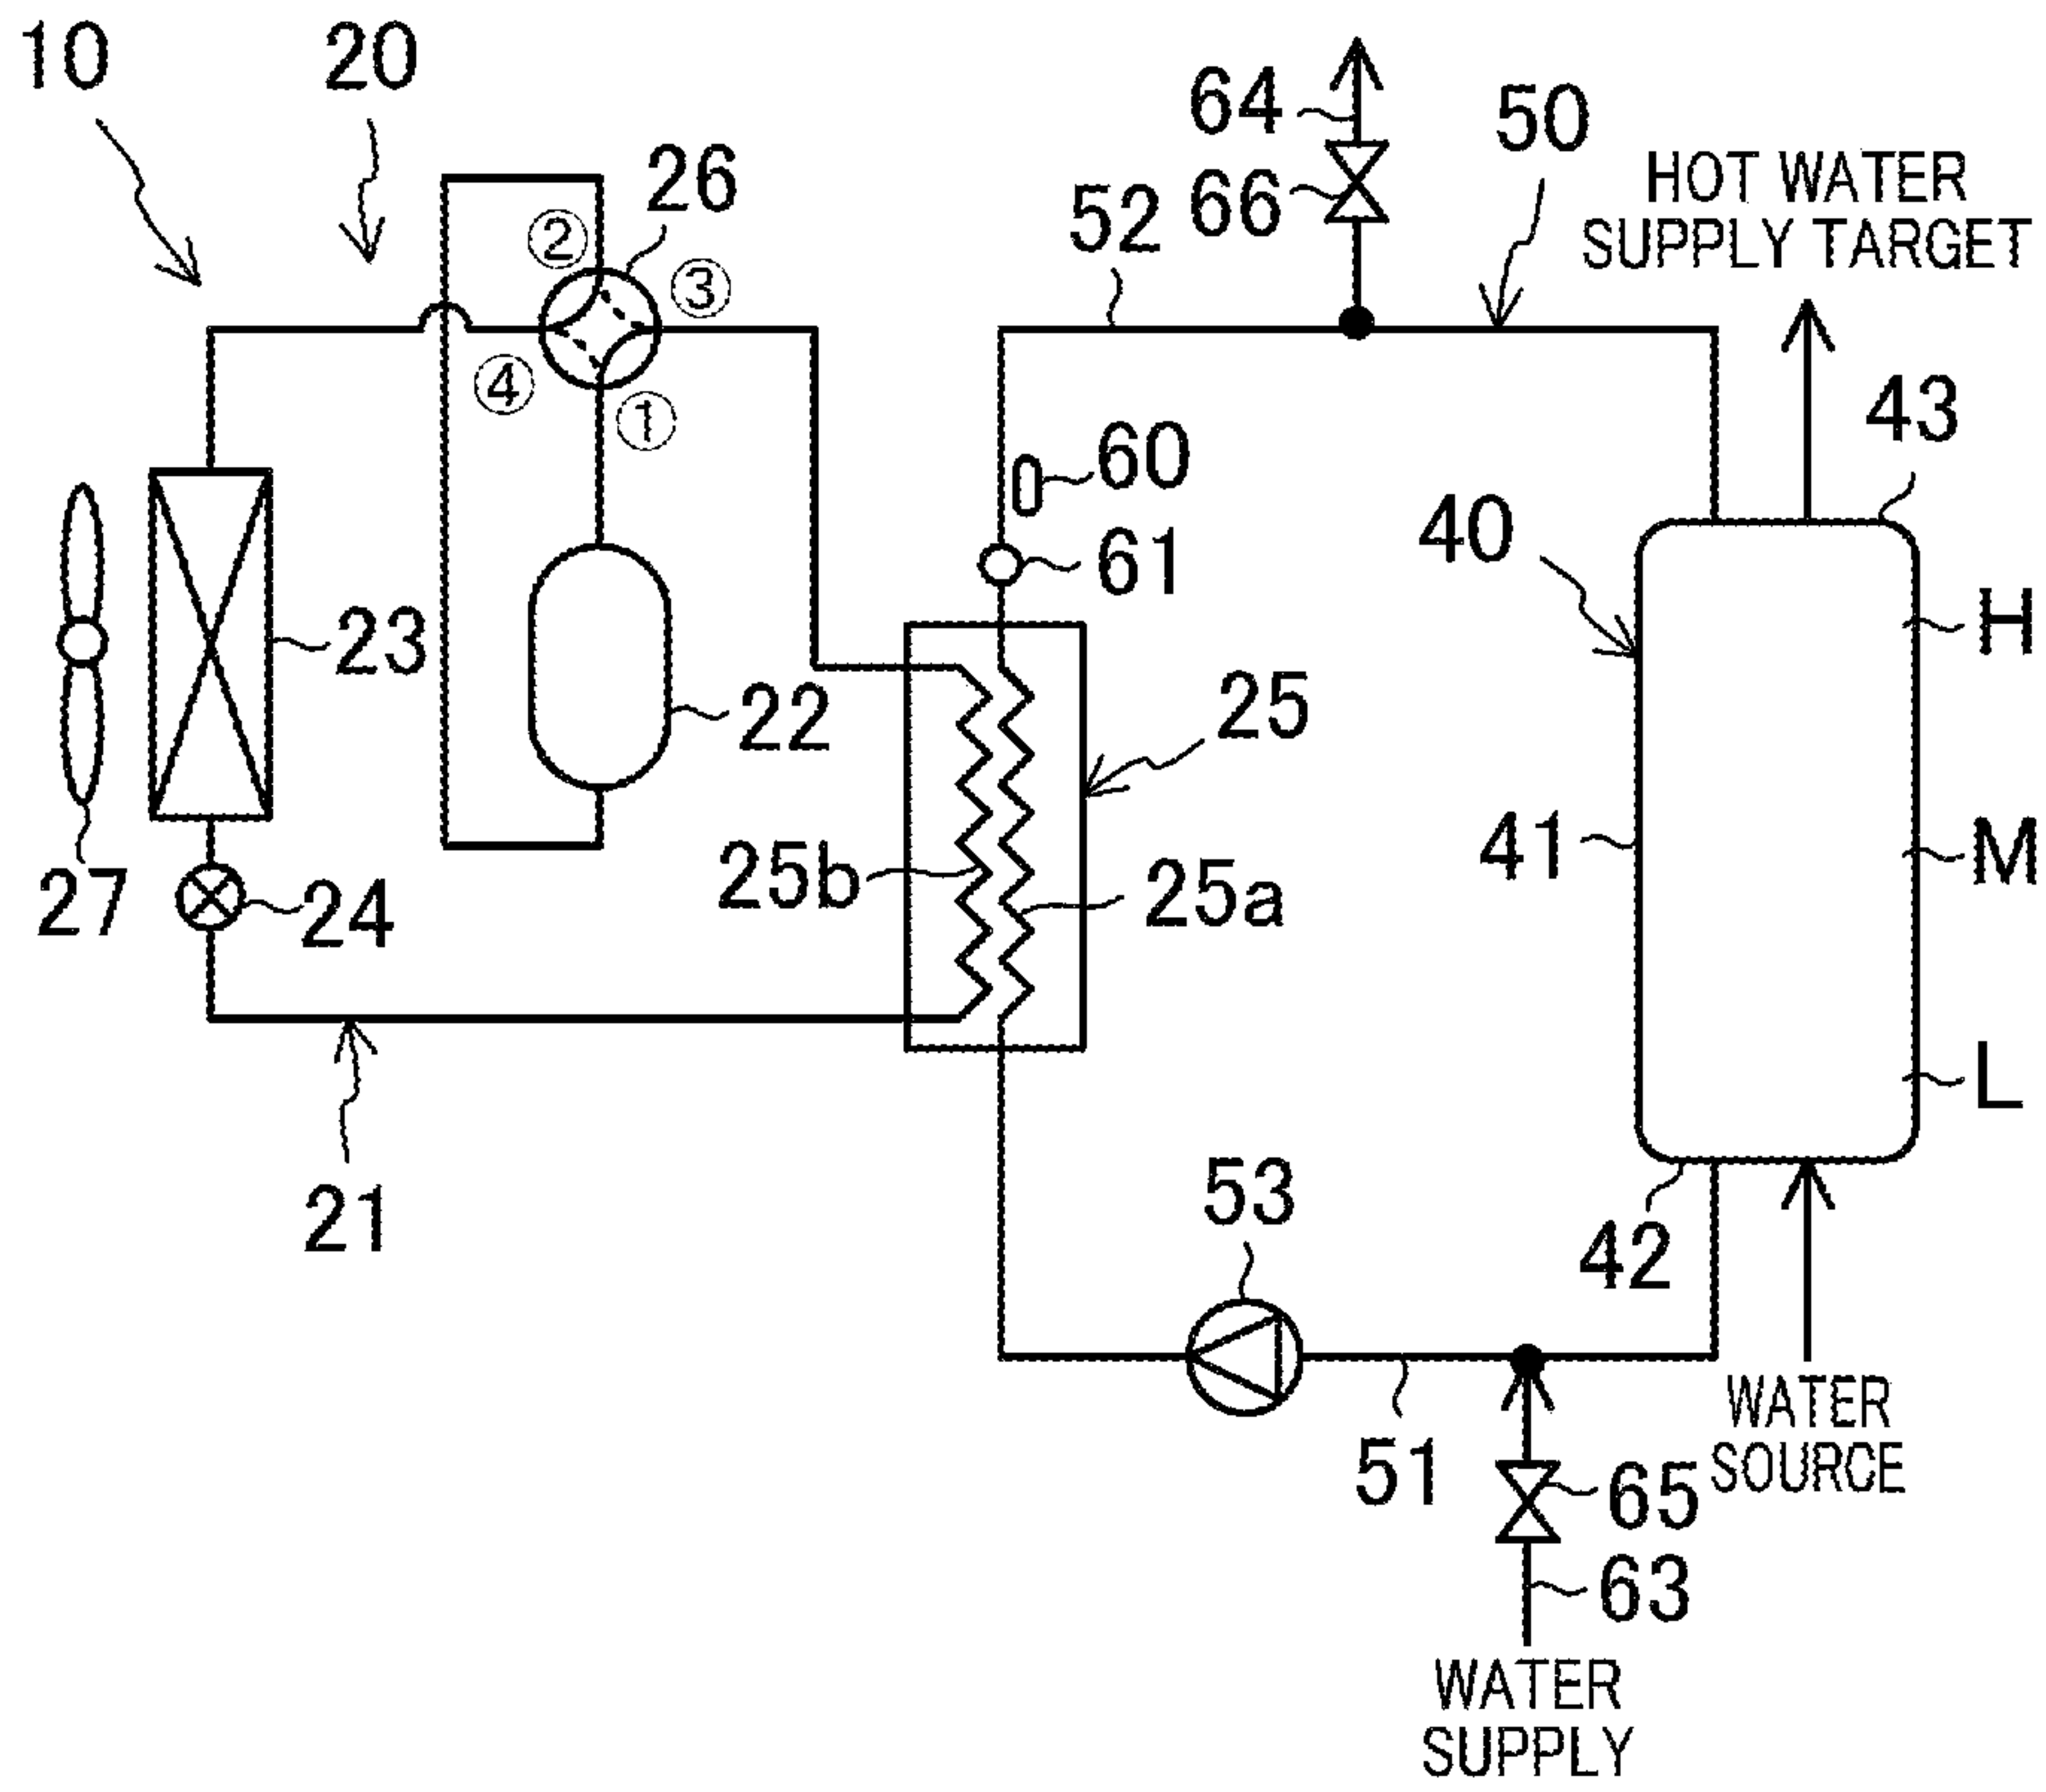 10
20
26
②
③
④
①
64
66
52
50
HOT WATER
SUPPLY TARGET
43
60
61
40
H
23
22
25
41
M
25b
25a
27
24
L
21
53
42
51
WATER
SOURCE
65
63
WATER
SUPPLY